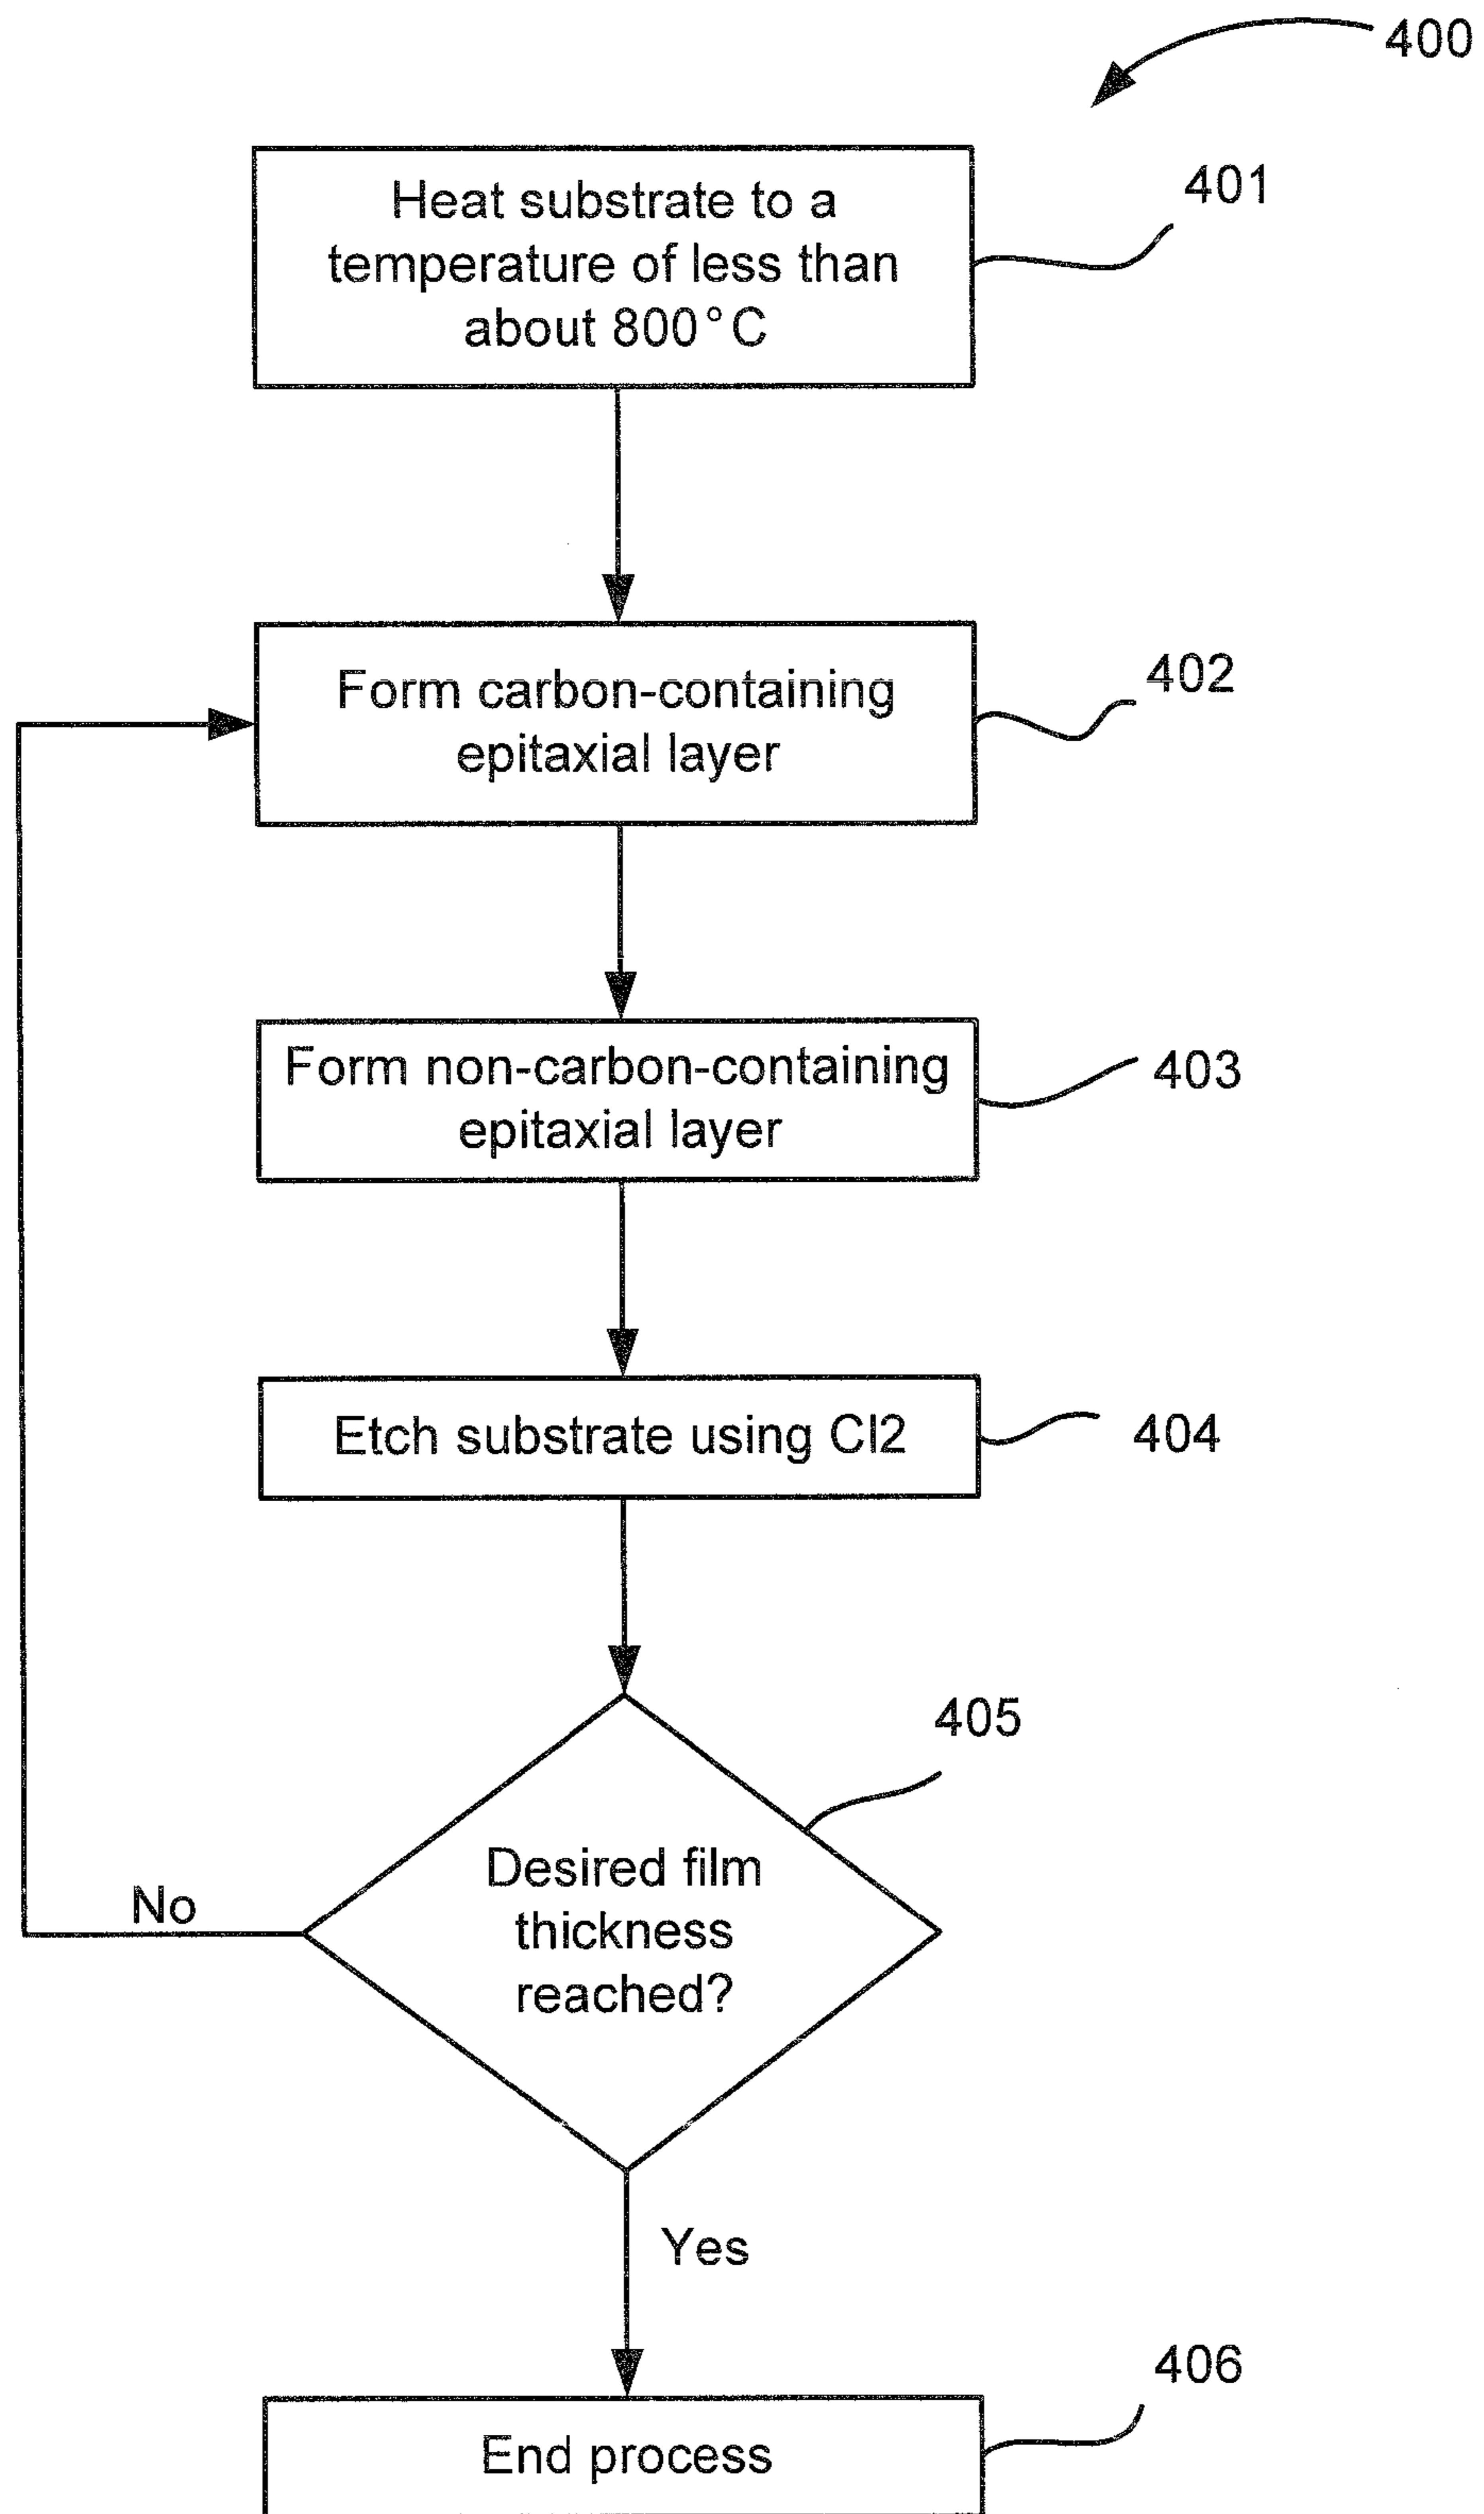 400
Heat substrate to a
temperature of less than
about 800°C
401
Form carbon-containing
epitaxial layer
402
Form non-carbon-containing
epitaxial layer
403
Etch substrate using Cl2
404
405
Desired film
thickness
reached?
No
Yes
406
End process